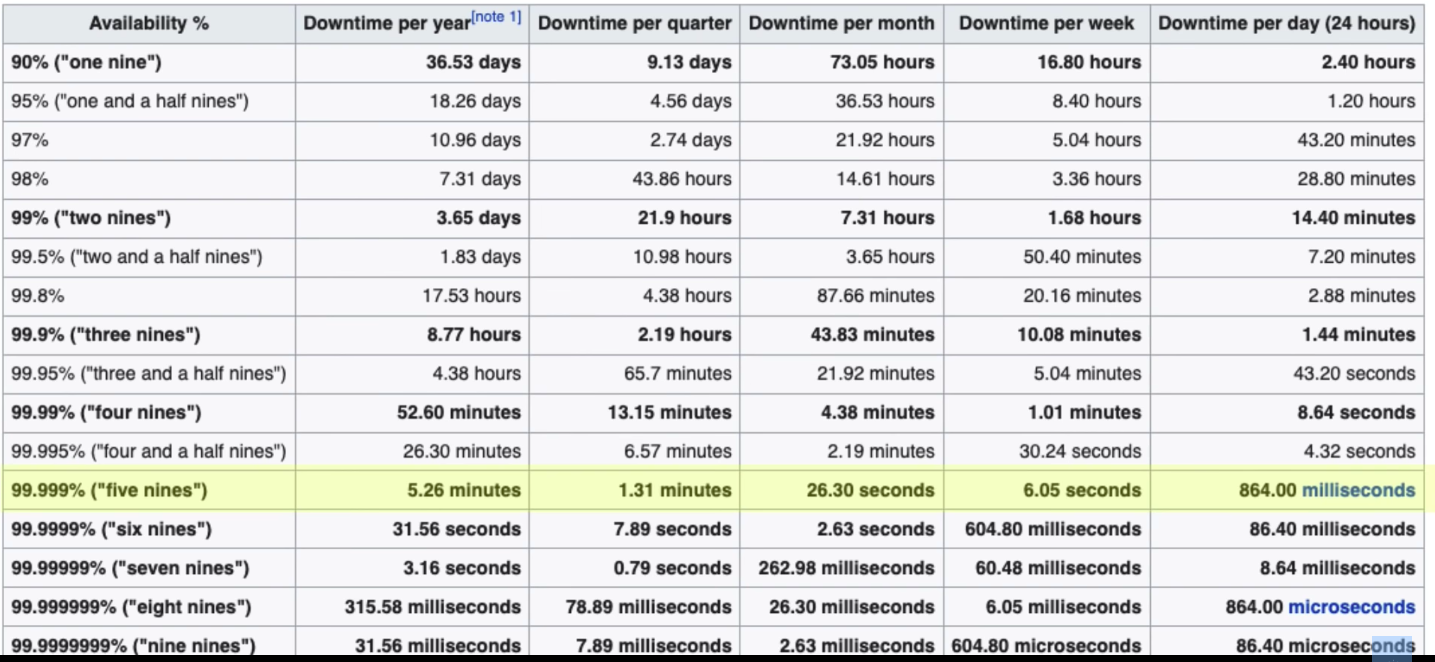 Availability % Downtime per year[note 1] Downtime per quarter Downtime per month Downtime per week Downtime per day (24 hours)
90% ("one nine") 36.53 days 9.13 days 73.05 hours 16.80 hours 2.40 hours
95% ("one and a half nines") 18.26 days 4.56 days 36.53 hours 8.40 hours 1.20 hours
97% 10.96 days 2.74 days 21.92 hours 5.04 hours 43.20 minutes
98% 7.31 days 43.86 hours 14.61 hours 3.36 hours 28.80 minutes
99% ("two nines") 3.65 days 21.9 hours 7.31 hours 1.68 hours 14.40 minutes
99.5% ("two and a half nines") 1.83 days 10.98 hours 3.65 hours 50.40 minutes 7.20 minutes
99.8% 17.53 hours 4.38 hours 87.66 minutes 20.16 minutes 2.88 minutes
99.9% ("three nines") 8.77 hours 2.19 hours 43.83 minutes 10.08 minutes 1.44 minutes
99.95% ("three and a half nines") 4.38 hours 65.7 minutes 21.92 minutes 5.04 minutes 43.20 seconds
99.99% ("four nines") 52.60 minutes 13.15 minutes 4.38 minutes 1.01 minutes 8.64 seconds
99.995% ("four and a half nines") 26.30 minutes 6.57 minutes 2.19 minutes 30.24 seconds 4.32 seconds
99.999% ("five nines") 5.26 minutes 1.31 minutes 26.30 seconds 6.05 seconds 864.00 milliseconds
99.9999% ("six nines") 31.56 seconds 7.89 seconds 2.63 seconds 604.80 milliseconds 86.40 milliseconds
99.99999% ("seven nines") 3.16 seconds 0.79 seconds 262.98 milliseconds 60.48 milliseconds 8.64 milliseconds
99.999999% ("eight nines") 315.58 milliseconds 78.89 milliseconds 26.30 milliseconds 6.05 milliseconds 864.00 microseconds
99.9999999% ("nine nines") 31.56 milliseconds 7.89 milliseconds 2.63 milliseconds 604.80 microseconds 86.40 microseconds